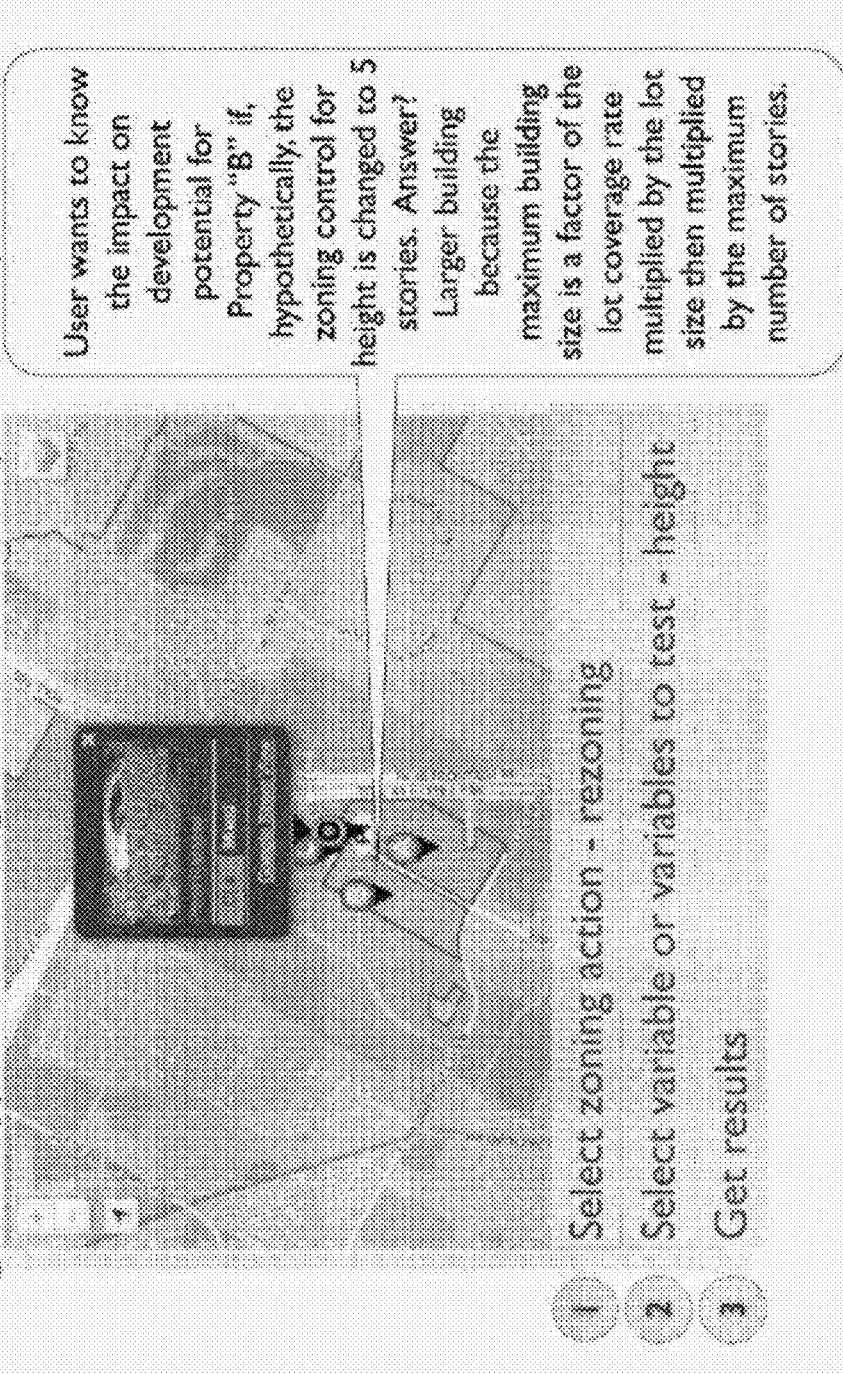 User wants to know
the impact on
development
potential for
Property "B" if,
hypothetically, the
zoning control for
height is changed to 5
stories. Answer?
Larger building
because the
maximum building
size is a factor of the
lot coverage rate
multiplied by the lot
size then multiplied
by the maximum
number of stories.
1 Select zoning action - rezoning
2 Select variable or variables to test - height
3 Get results